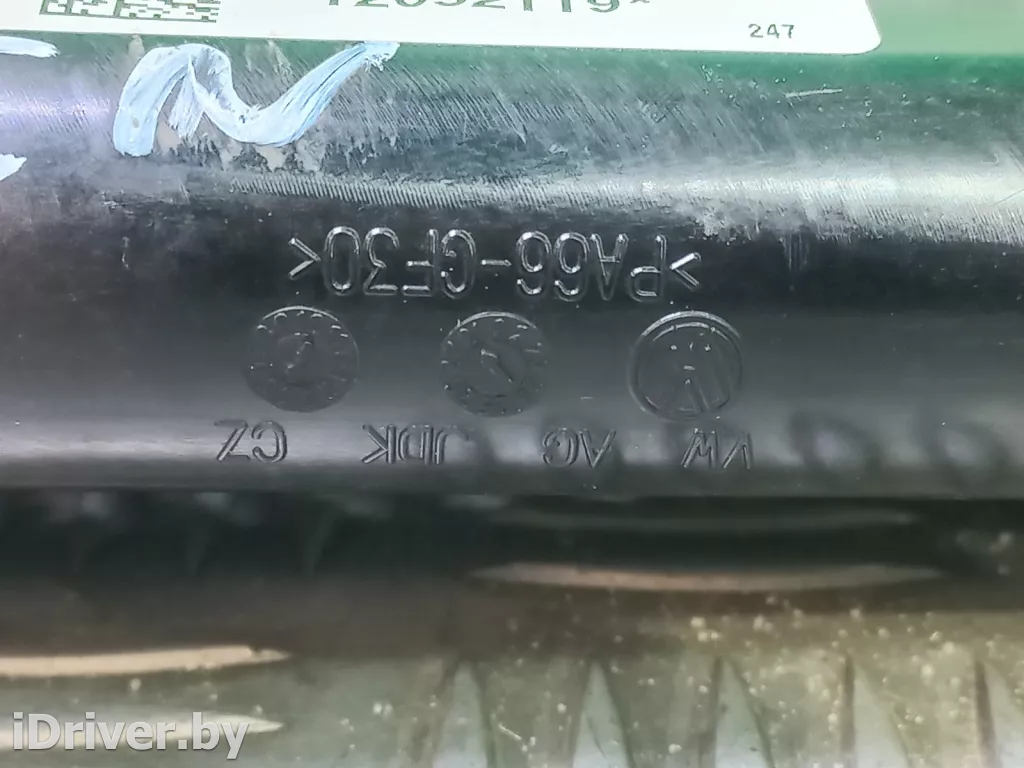 247
>PA66-GF30<
VW AG JDK CZ
iDriver.by